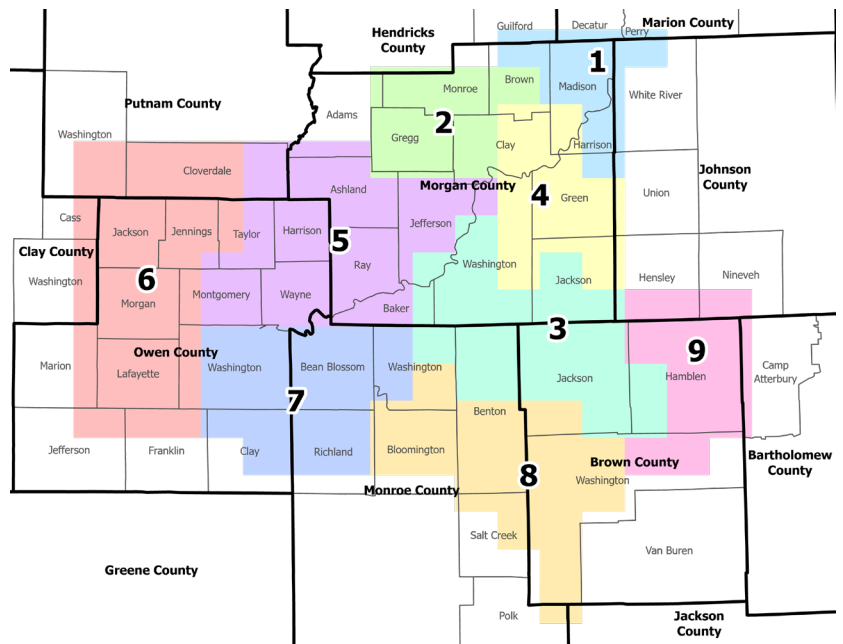 Guilford
Decatur
Marion County
Perry
Hendricks
County
1
Brown
Monroe
Madison
White River
Putnam County
Adams
2
Washington
Gregg
Clay
Harrison
Johnson
County
Cloverdale
Ashland
Morgan County
4
Union
Green
Cass
Jackson
Jennings
Taylor
Harrison
5
Jefferson
Clay County
Ray
Washington
Washington
6
Jackson
Hensley
Nineveh
Morgan
Montgomery
Wayne
Baker
3
Owen County
9
Marion
Washington
Bean Blossom
Washington
Camp
Atterbury
Lafayette
Jackson
Hamblen
7
Benton
Jefferson
Franklin
Clay
Richland
Bloomington
Brown County
Bartholomew
County
8
Washington
Monroe County
Salt Creek
Van Buren
Greene County
Polk
Jackson
County